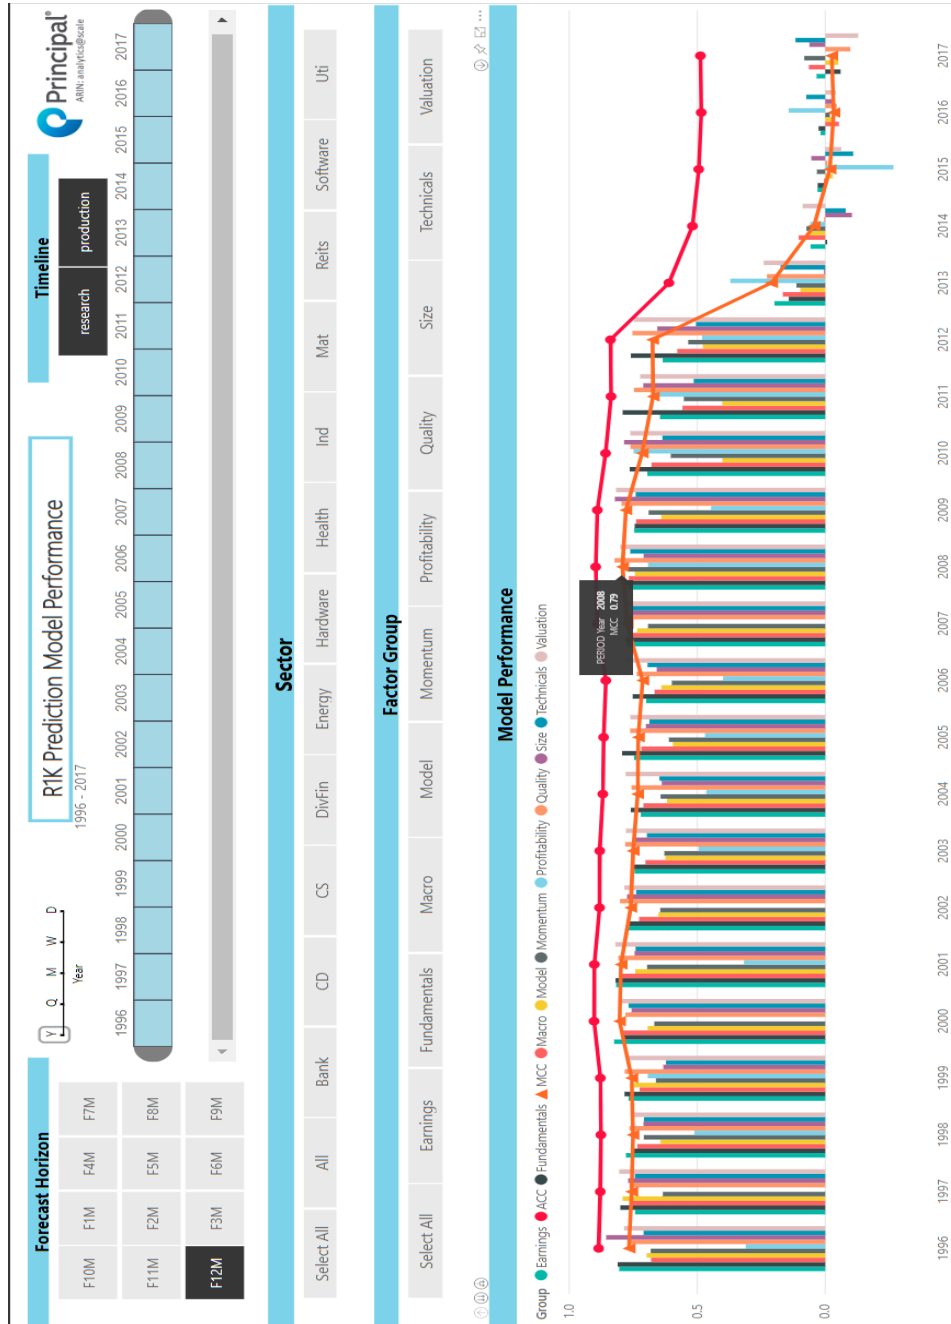 Forecast Horizon
F10M F1M F4M F7M
F11M F2M F5M F8M
F12M F3M F6M F9M
Y Q M W D
Year
R1K Prediction Model Performance
1996 - 2017
Timeline
research production
Principal®
ARIN: analytics@scale
1996 1997 1998 1999 2000 2001 2002 2003 2004 2005 2006 2007 2008 2009 2010 2011 2012 2013 2014 2015 2016 2017
Sector
Select All All Bank CD CS DivFin Energy Hardware Health Ind Mat Reits Software Uti
Factor Group
Select All Earnings Fundamentals Macro Model Momentum Profitability Quality Size Technicals Valuation
Model Performance
Group Earnings ACC Fundamentals MCC Macro Model Momentum Profitability Quality Size Technicals Valuation
1.0
0.5
0.0
PERIOD Year 2008
MCC 0.79
1996 1997 1998 1999 2000 2001 2002 2003 2004 2005 2006 2007 2008 2009 2010 2011 2012 2013 2014 2015 2016 2017